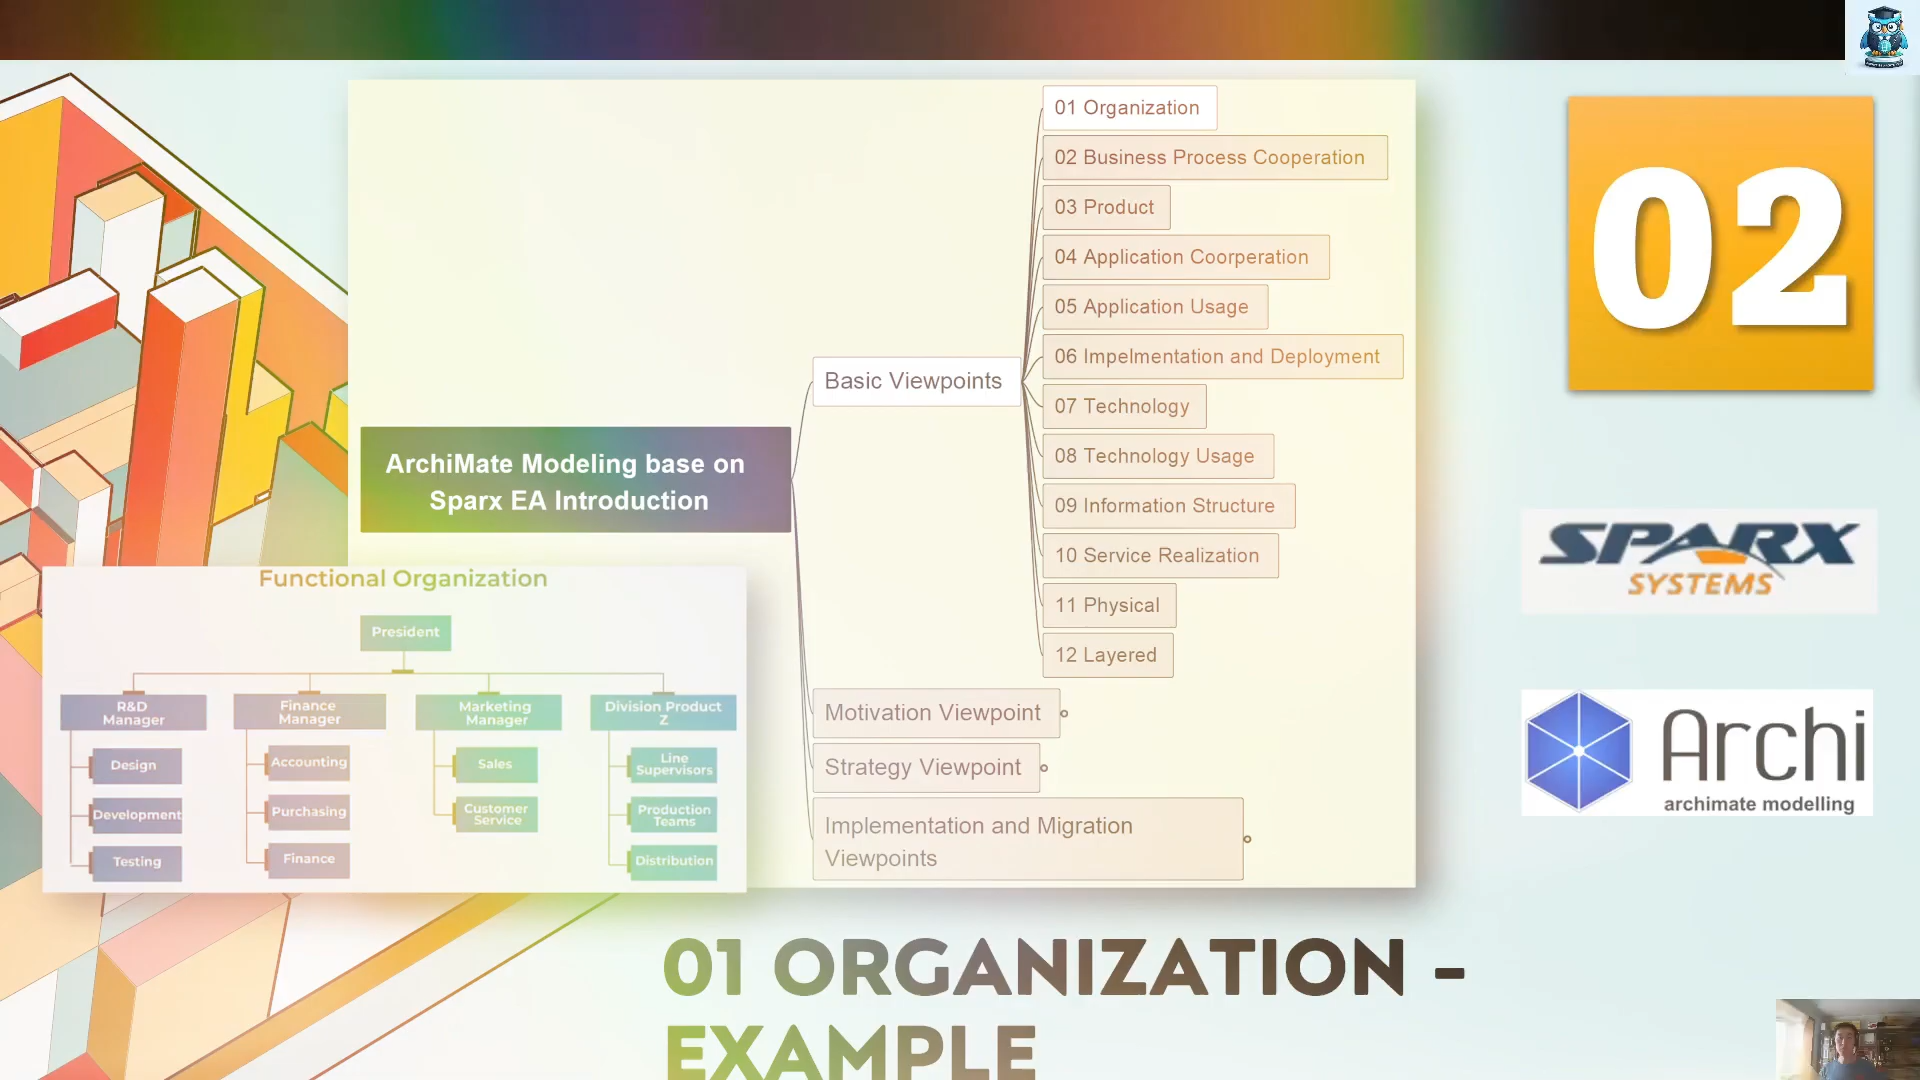 01 Organization
02 Business Process Cooperation
03 Product
04 Application Coorperation
05 Application Usage
06 Impelmentation and Deployment
07 Technology
08 Technology Usage
09 Information Structure
10 Service Realization
11 Physical
12 Layered
Basic Viewpoints
ArchiMate Modeling base on
Sparx EA Introduction
Motivation Viewpoint
Strategy Viewpoint
Implementation and Migration
Viewpoints
Functional Organization
President
R&D
Manager
Design
Development
Testing
Finance
Manager
Accounting
Purchasing
Finance
Marketing
Manager
Sales
Customer
Service
Division Product
Z
Line
Supervisors
Production
Teams
Distribution
02
SPARX
SYSTEMS
Archi
archimate modelling
01 ORGANIZATION -
EXAMPLE